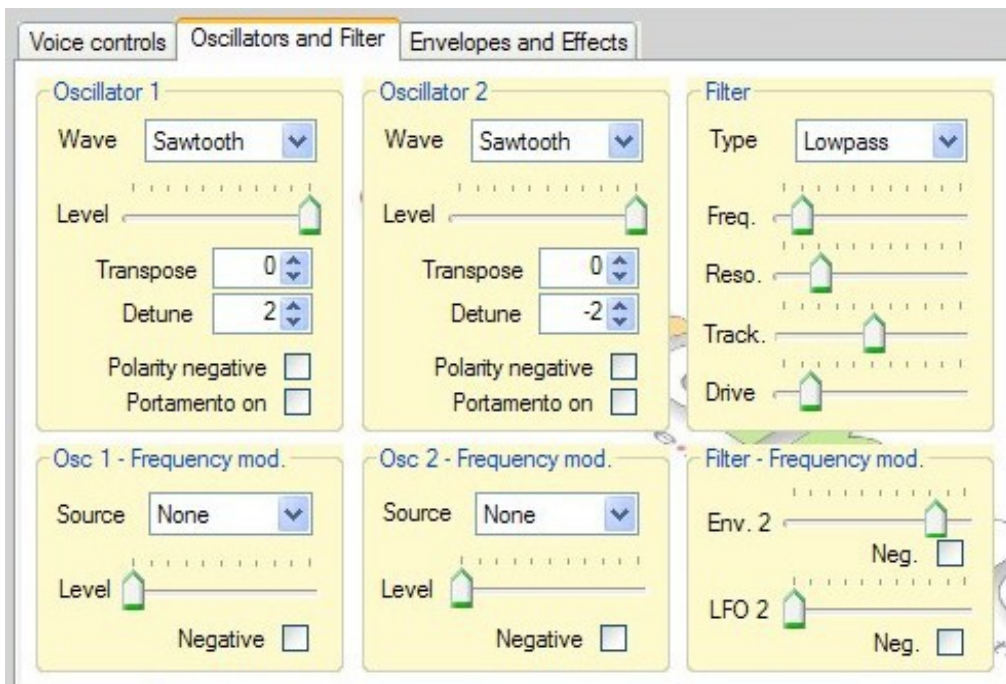 Voice controls
Oscillators and Filter
Envelopes and Effects
Oscillator 1
Wave Sawtooth
Level
Transpose 0
Detune 2
Polarity negative
Portamento on
Oscillator 2
Wave Sawtooth
Level
Transpose 0
Detune -2
Polarity negative
Portamento on
Filter
Type Lowpass
Freq.
Reso.
Track.
Drive
Osc 1 - Frequency mod.
Source None
Level
Negative
Osc 2 - Frequency mod.
Source None
Level
Negative
Filter - Frequency mod.
Env. 2
Neg.
LFO 2
Neg.